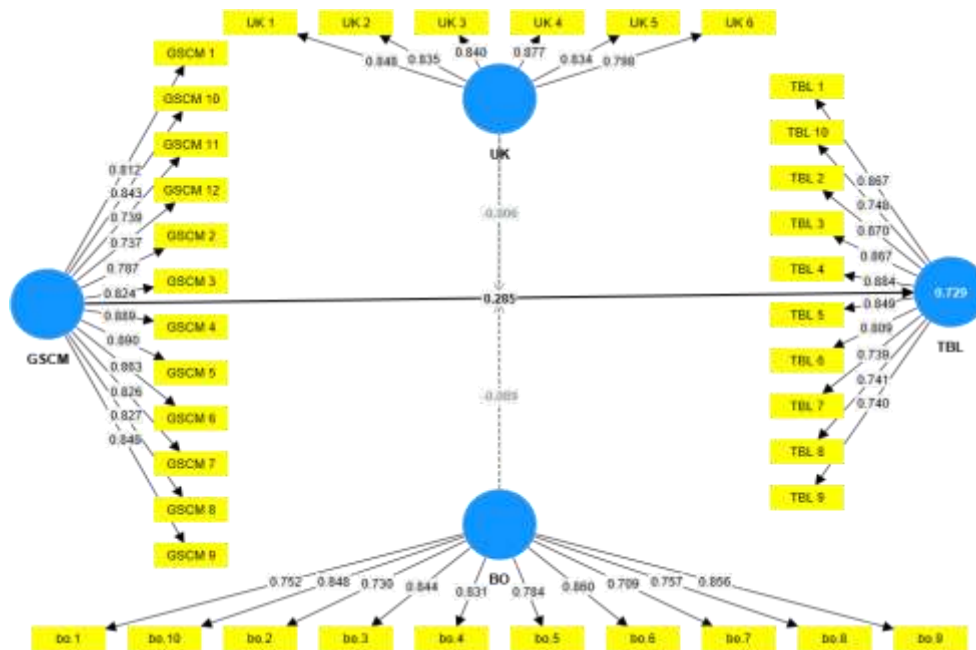 UK 1
UK 2
UK 3
UK 4
UK 5
UK 6
0.848
0.835
0.840
0.877
0.834
0.798
UK
GSCM 1
GSCM 10
GSCM 11
GSCM 12
GSCM 2
GSCM 3
GSCM 4
GSCM 5
GSCM 6
GSCM 7
GSCM 8
GSCM 9
0.812
0.843
0.739
0.737
0.787
0.824
0.889
0.890
0.863
0.826
0.827
0.845
GSCM
0.285
TBL 1
TBL 10
TBL 2
TBL 3
TBL 4
TBL 5
TBL 6
TBL 7
TBL 8
TBL 9
0.867
0.748
0.870
0.867
0.884
0.849
0.809
0.739
0.741
0.740
0.729
TBL
BO
0.752
0.848
0.730
0.844
0.831
0.784
0.860
0.709
0.757
0.856
bo.1
bo.10
bo.2
bo.3
bo.4
bo.5
bo.6
bo.7
bo.8
bo.9